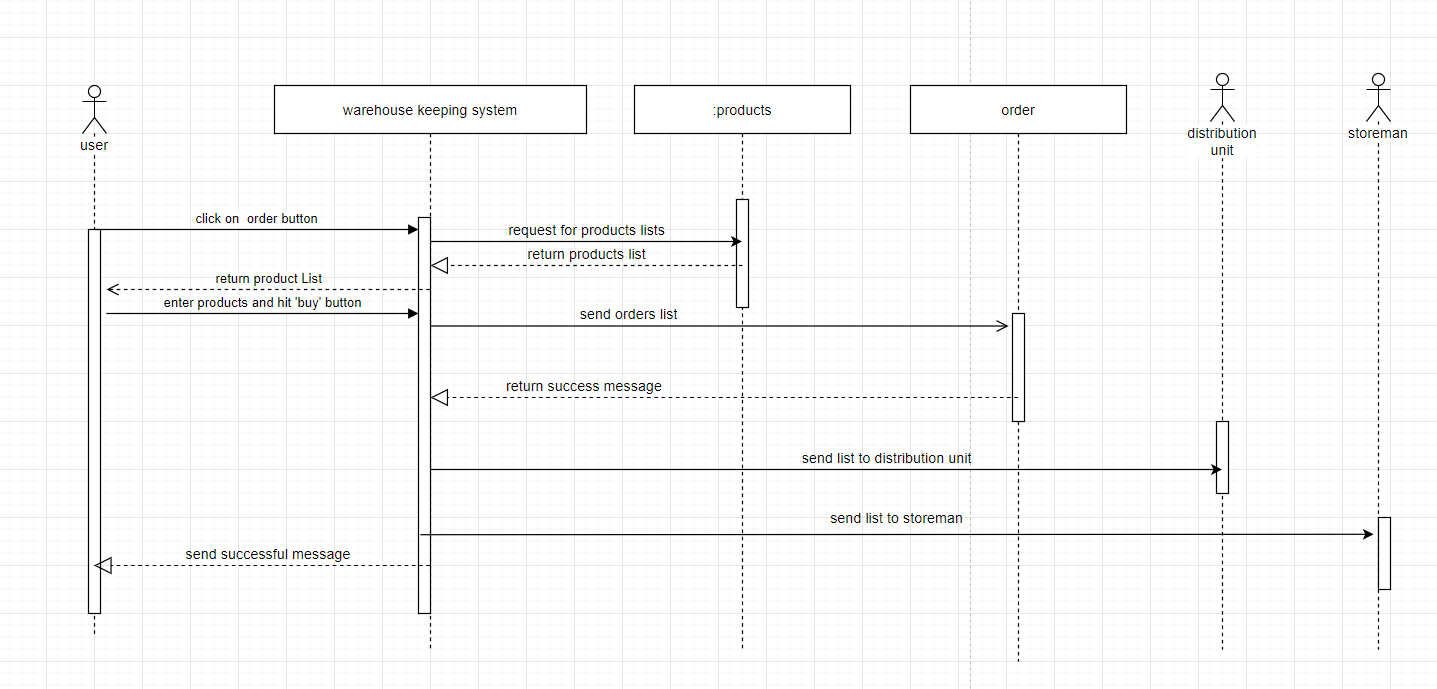 warehouse keeping system
:products
order
distribution
unit
storeman
user
click on  order button
request for products lists
return products list
return product List
enter products and hit 'buy' button
send orders list
return success message
send list to distribution unit
send list to storeman
send successful message